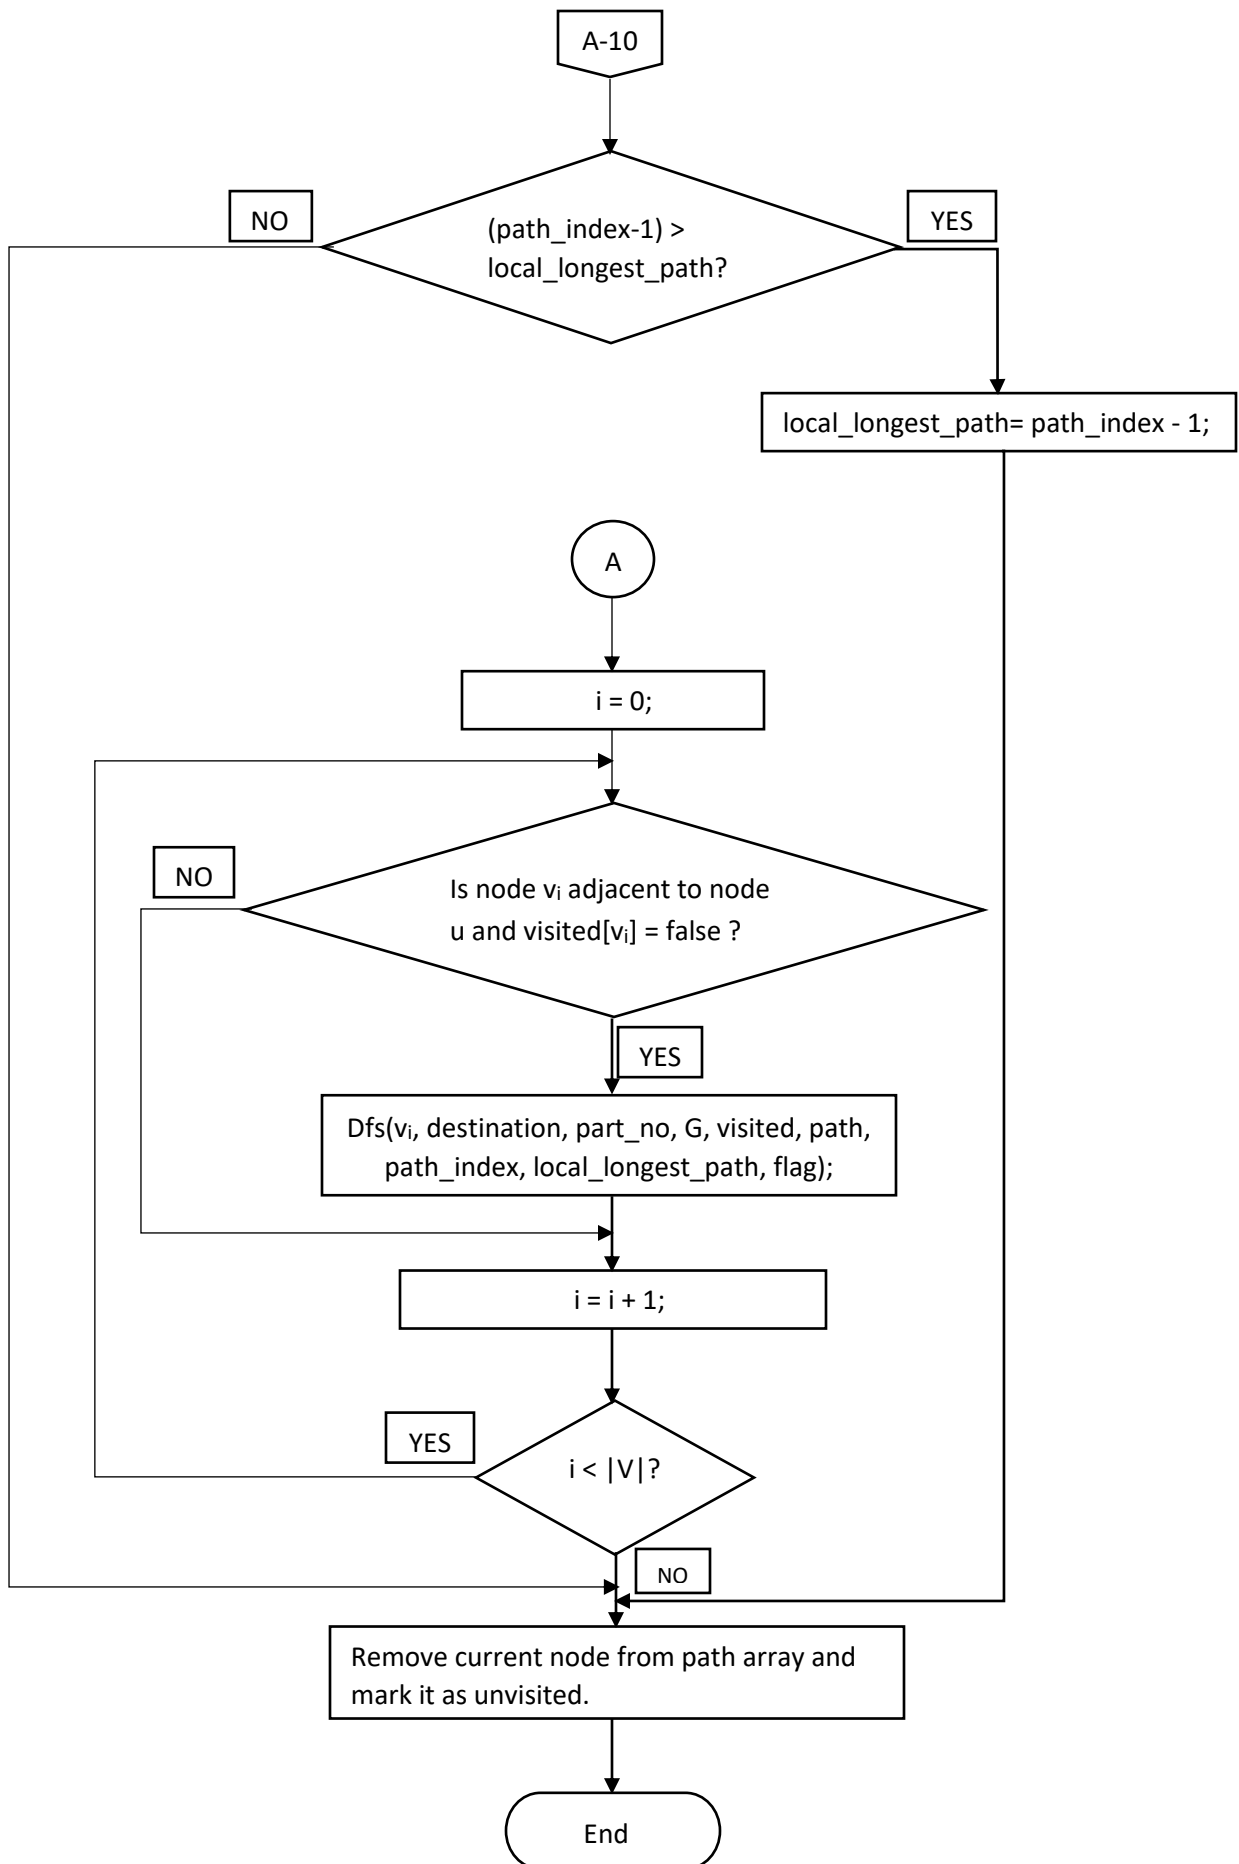 A-10
NO
YES
(path_index-1) >
local_longest_path?
local_longest_path= path_index - 1;
A
i = 0;
NO
Is node vᵢ adjacent to node
u and visited[vᵢ] = false ?
YES
Dfs(vᵢ, destination, part_no, G, visited, path,
path_index, local_longest_path, flag);
i = i + 1;
YES
i < |V|?
NO
Remove current node from path array and
mark it as unvisited.
End